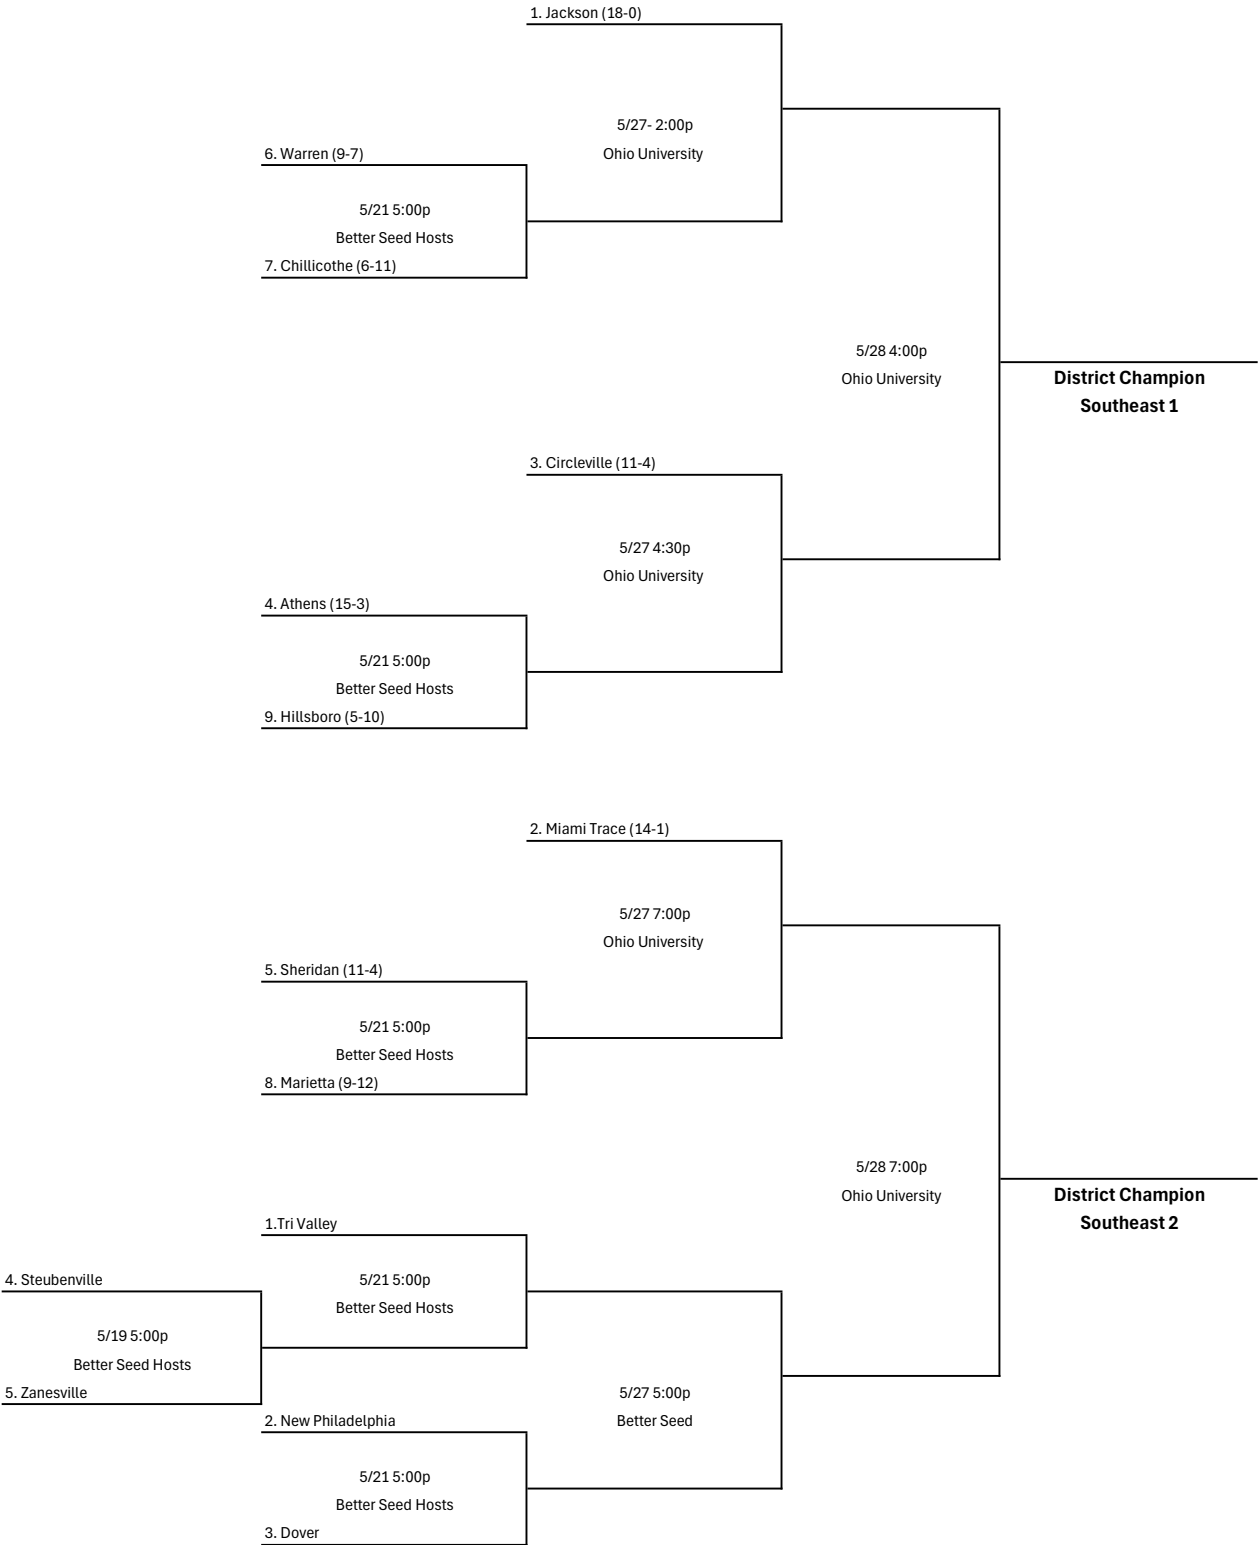 1. Jackson (18-0)
5/27- 2:00p
Ohio University
6. Warren (9-7)
5/21 5:00p
Better Seed Hosts
7. Chillicothe (6-11)
5/28 4:00p
Ohio University
District Champion
Southeast 1
3. Circleville (11-4)
5/27 4:30p
Ohio University
4. Athens (15-3)
5/21 5:00p
Better Seed Hosts
9. Hillsboro (5-10)
2. Miami Trace (14-1)
5/27 7:00p
Ohio University
5. Sheridan (11-4)
5/21 5:00p
Better Seed Hosts
8. Marietta (9-12)
5/28 7:00p
Ohio University
District Champion
Southeast 2
1.Tri Valley
4. Steubenville
5/21 5:00p
Better Seed Hosts
5/19 5:00p
Better Seed Hosts
5. Zanesville
5/27 5:00p
Better Seed
2. New Philadelphia
5/21 5:00p
Better Seed Hosts
3. Dover